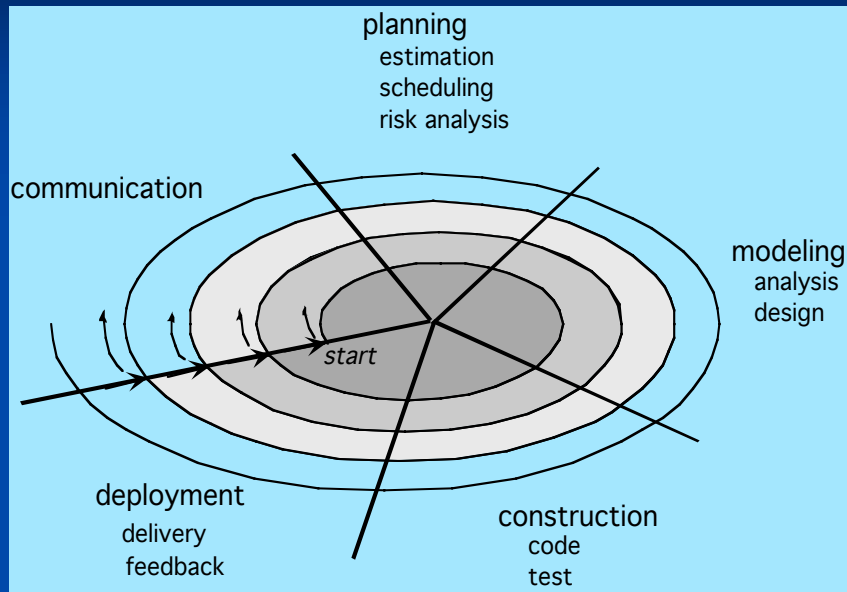 planning
estimation
scheduling
risk analysis
communication
modeling
analysis
design
start
deployment
delivery
feedback
construction
code
test